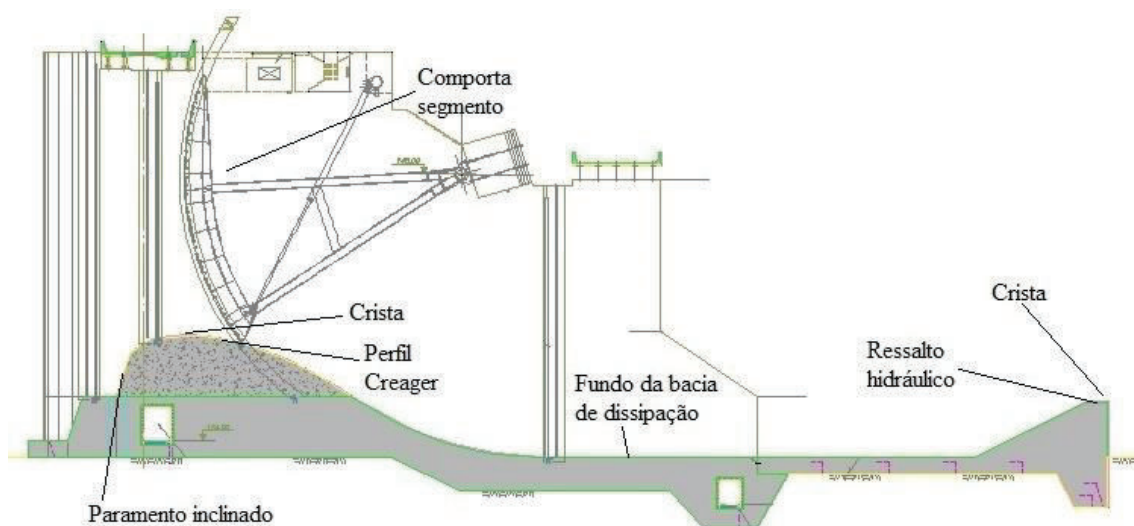 Comporta
segmento
Crista
Perfil
Creager
Fundo da bacia
de dissipação
Crista
Ressalto
hidráulico
Paramento inclinado